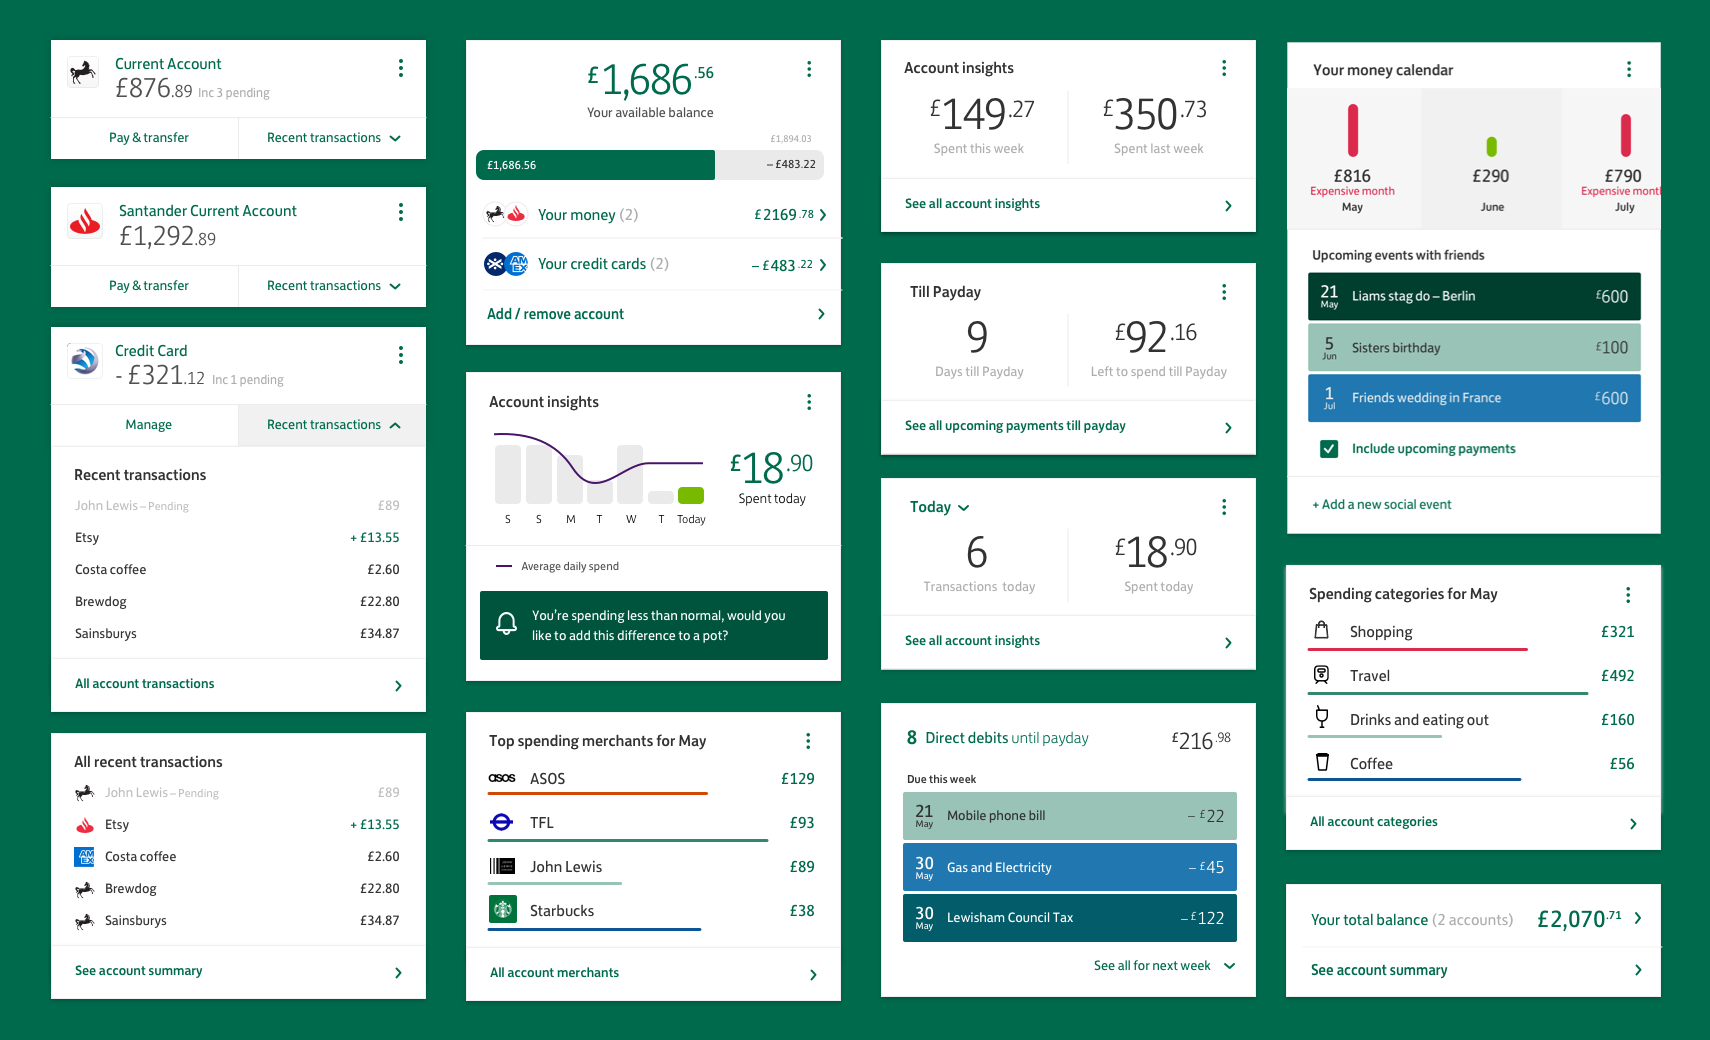 Current Account
£876.89 Inc 3 pending
Pay & transfer
Recent transactions
Santander Current Account
£1,292.89
Pay & transfer
Recent transactions
Credit Card
- £321.12 Inc 1 pending
Manage
Recent transactions
Recent transactions
John Lewis – Pending £89
Etsy + £13.55
Costa coffee £2.60
Brewdog £22.80
Sainsburys £34.87
All account transactions
All recent transactions
John Lewis – Pending £89
Etsy + £13.55
AMEX Costa coffee £2.60
Brewdog £22.80
Sainsburys £34.87
See account summary
£1,686.56
Your available balance
£1,894.03
£1,686.56 – £483.22
Your money (2) £2169.78
AMEX Your credit cards (2) – £483.22
Add / remove account
Account insights
£18.90
Spent today
S S M T W T Today
Average daily spend
You're spending less than normal, would you
like to add this difference to a pot?
Top spending merchants for May
asos ASOS £129
TFL £93
John Lewis £89
Starbucks £38
All account merchants
Account insights
£149.27 £350.73
Spent this week Spent last week
See all account insights
Till Payday
9 £92.16
Days till Payday Left to spend till Payday
See all upcoming payments till payday
Today
6 £18.90
Transactions today Spent today
See all account insights
8 Direct debits until payday £216.98
Due this week
21 May Mobile phone bill – £22
30 May Gas and Electricity – £45
30 May Lewisham Council Tax – £122
See all for next week
Your money calendar
£816 £290 £790
Expensive month Expensive month
May June July
Upcoming events with friends
21 May Liams stag do – Berlin £600
5 Jun Sisters birthday £100
1 Jul Friends wedding in France £600
Include upcoming payments
+ Add a new social event
Spending categories for May
Shopping £321
Travel £492
Drinks and eating out £160
Coffee £56
All account categories
Your total balance (2 accounts) £2,070.71
See account summary